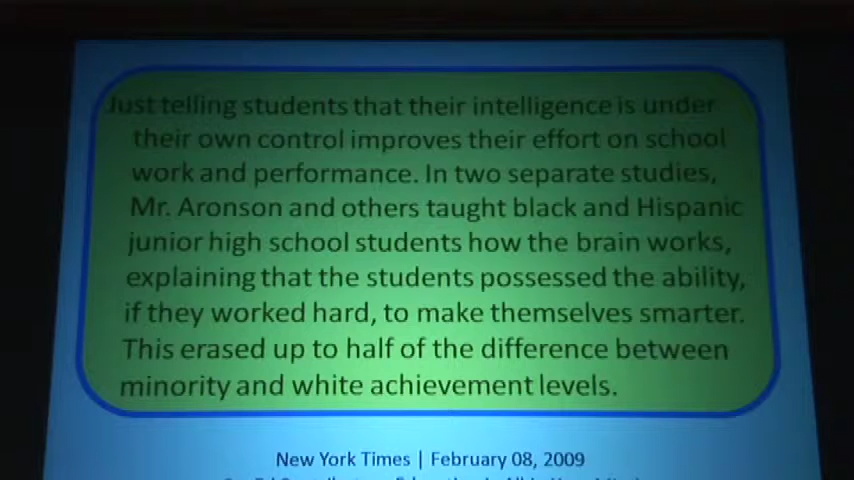 Just telling students that their intelligence is under
their own control improves their effort on school
work and performance. In two separate studies,
Mr. Aronson and others taught black and Hispanic
junior high school students how the brain works,
explaining that the students possessed the ability,
if they worked hard, to make themselves smarter.
This erased up to half of the difference between
minority and white achievement levels.
New York Times | February 08, 2009